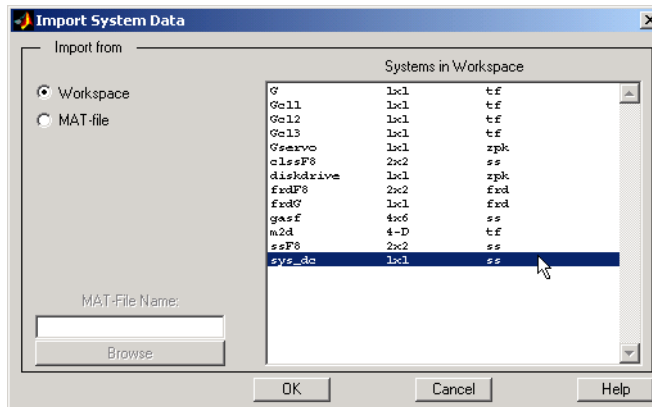 Import System Data
Import from
Systems in Workspace
Workspace
MAT-file
G 1x1 tf
Gcl1 1x1 tf
Gcl2 1x1 tf
Gcl3 1x1 tf
Gservo 1x1 zpk
clssF8 2x2 ss
diskdrive 1x1 zpk
frdF8 2x2 frd
frdG 1x1 frd
gasf 4x6 ss
m2d 4-D tf
ssF8 2x2 ss
sys_dc 1x1 ss
MAT-File Name:
Browse
OK Cancel Help